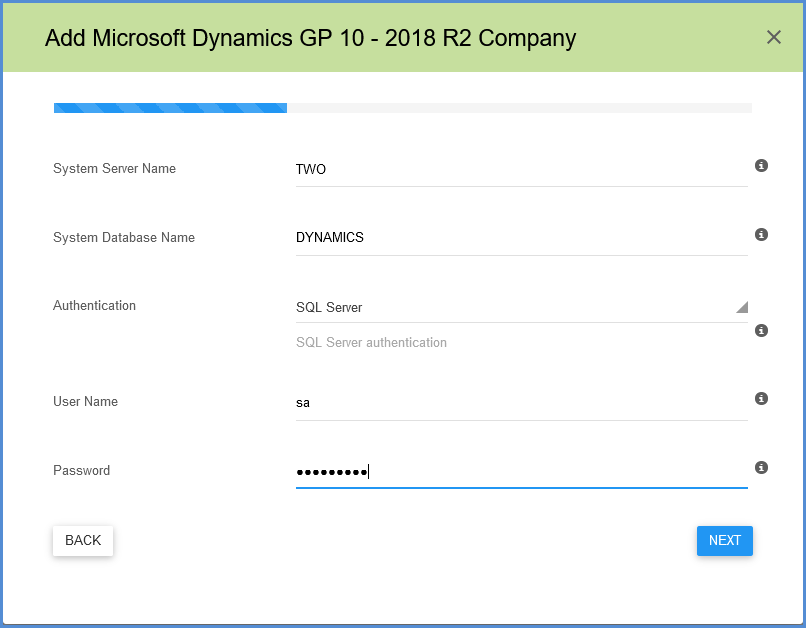 Add Microsoft Dynamics GP 10 - 2018 R2 Company
System Server Name TWO
System Database Name DYNAMICS
Authentication SQL Server
SQL Server authentication
User Name sa
Password •••••••••
BACK NEXT